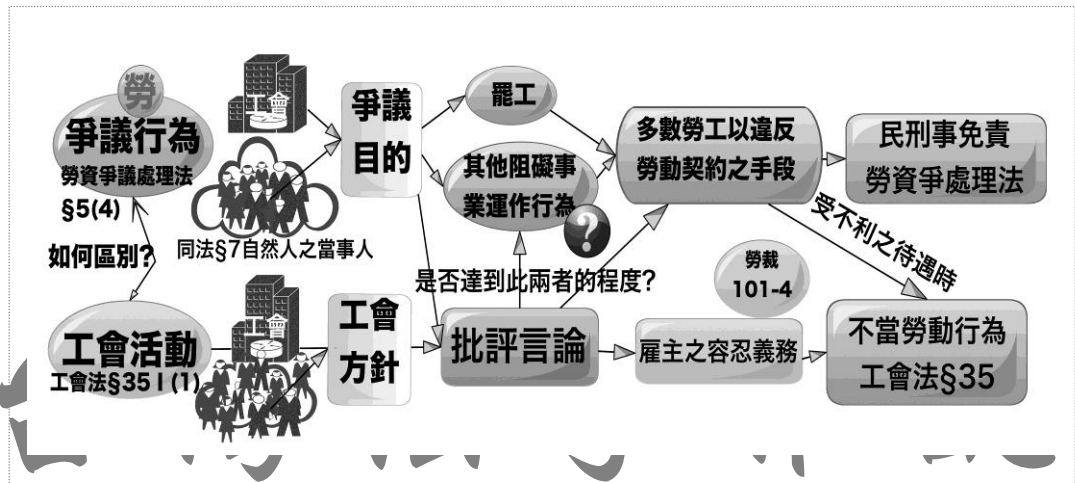 勞
爭議行為
勞資爭議處理法
§5(4)
如何區別?
工會
同法§7自然人之當事人
爭議
目的
罷工
其他阻礙事
業運作行為
?
多數勞工以違反
勞動契約之手段
民刑事免責
勞資爭處理法
受不利之待遇時
是否達到此兩者的程度?
勞裁
101-4
工會活動
工會法§35 I (1)
工會
工會
方針
批評言論
雇主之容忍義務
不當勞動行為
工會法§35